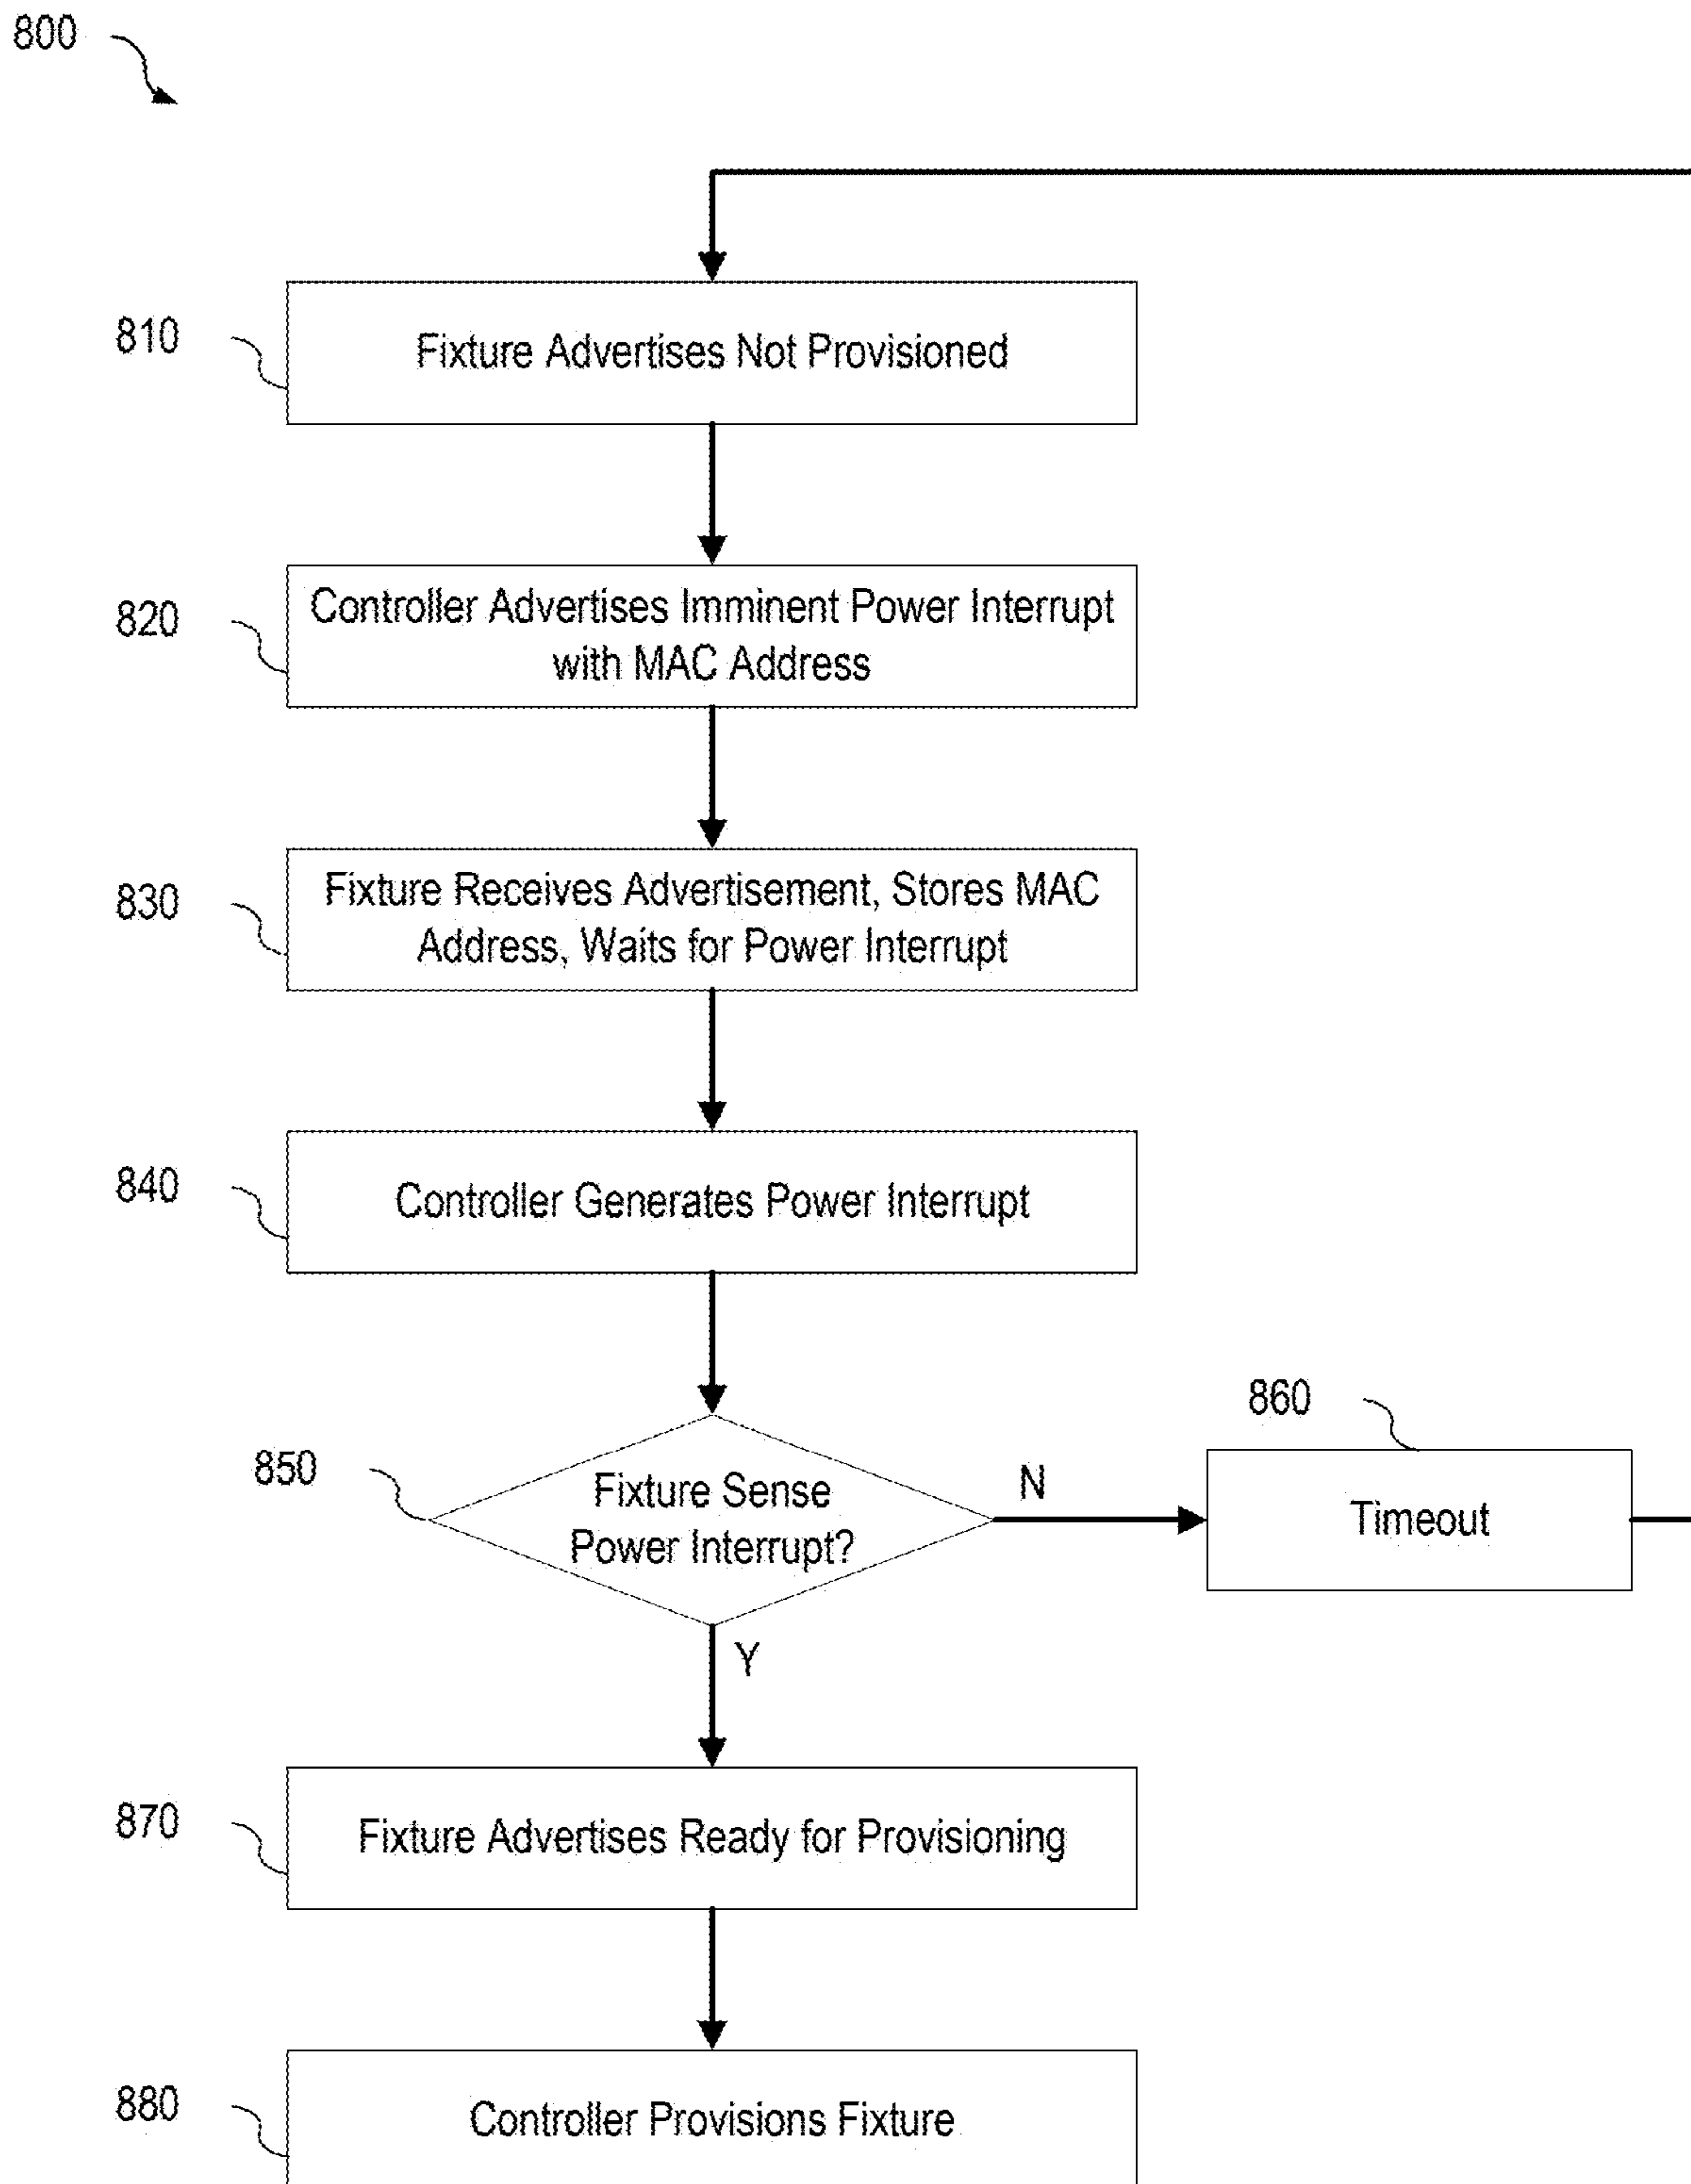 800
810
Fixture Advertises Not Provisioned
820
Controller Advertises Imminent Power Interrupt
with MAC Address
830
Fixture Receives Advertisement, Stores MAC
Address, Waits for Power Interrupt
840
Controller Generates Power Interrupt
850
Fixture Sense
Power Interrupt?
N
860
Timeout
Y
870
Fixture Advertises Ready for Provisioning
880
Controller Provisions Fixture